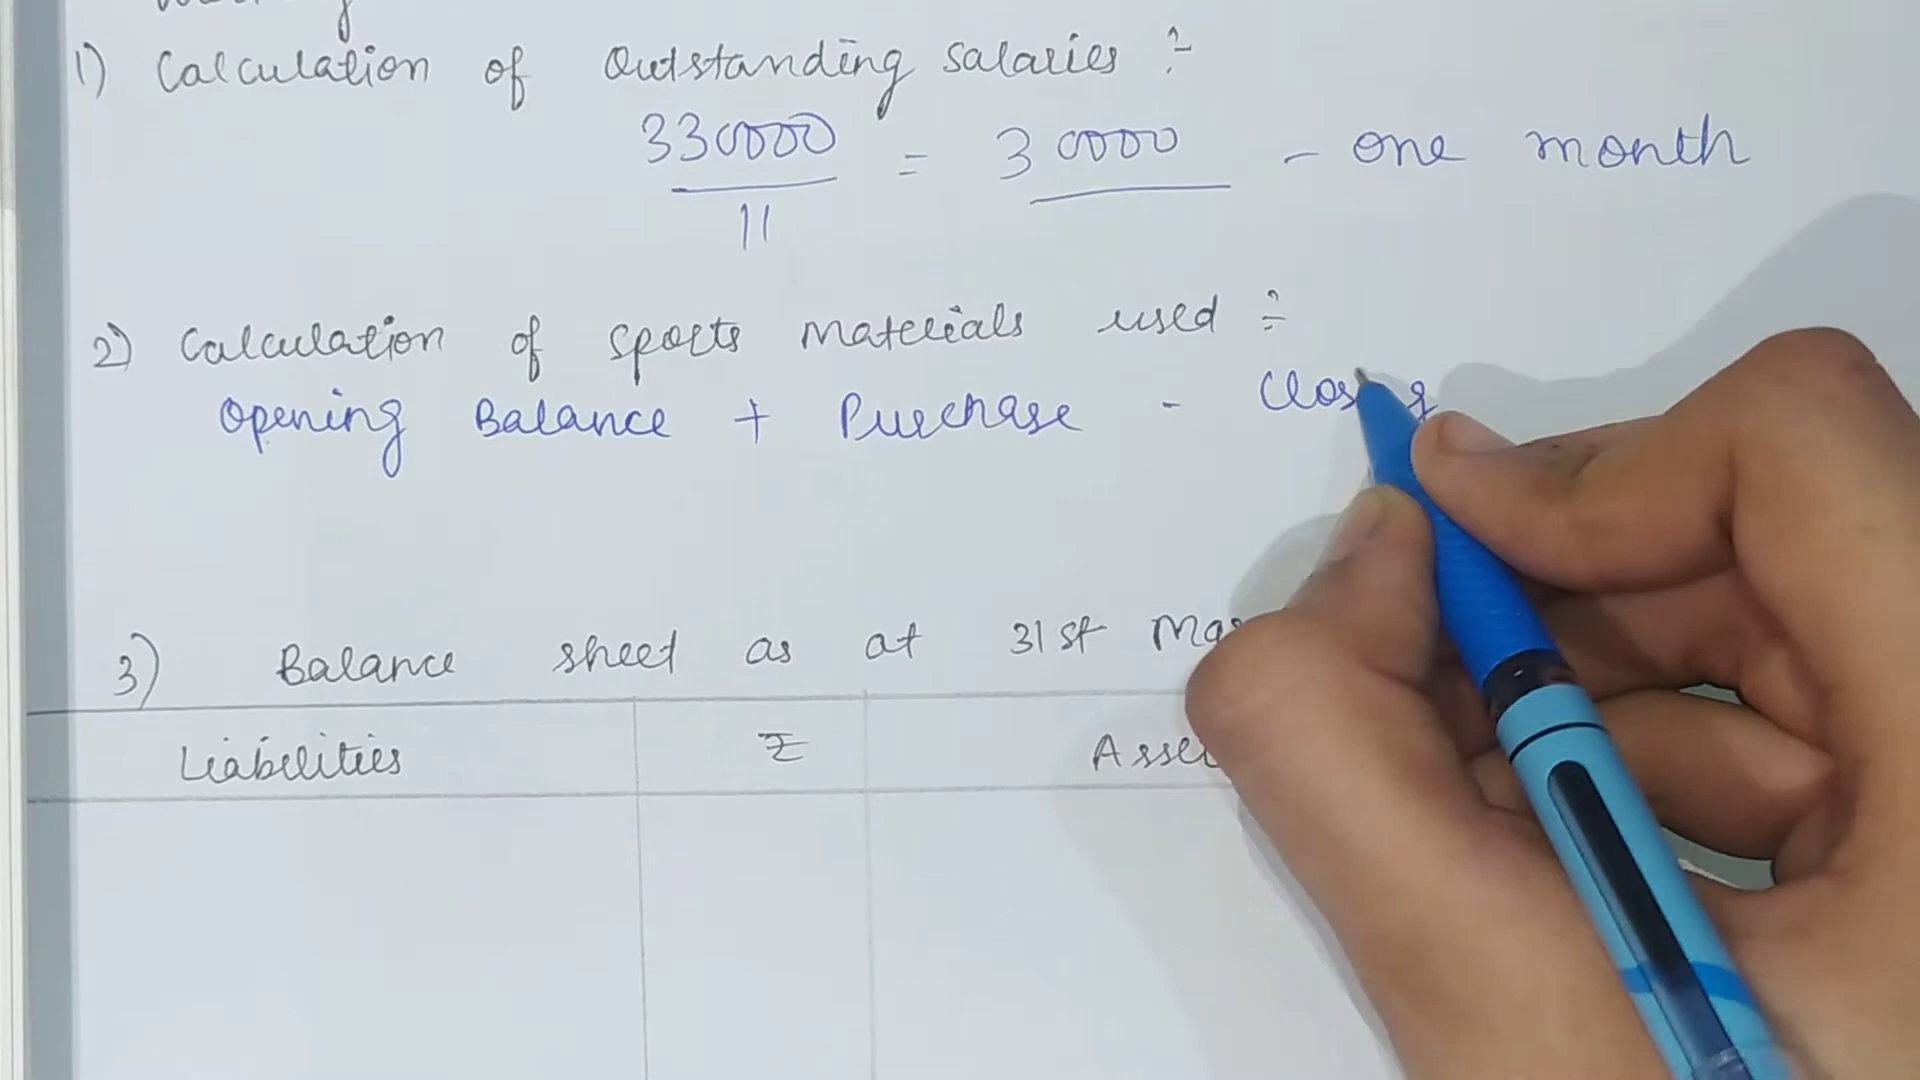 1) Calculation of Outstanding Salaries :-
330000 = 30000 - one month
11
2) Calculation of Sports Materials used :-
Opening Balance + Purchase - Closing
3) Balance sheet as at 31st
Liabilities ₹